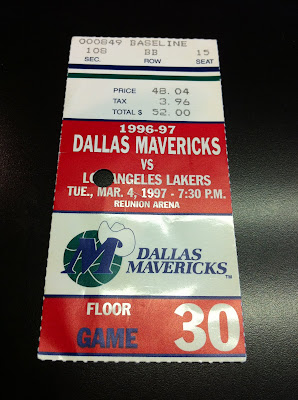 000849 BASELINE
108 BB 15
SEC. ROW SEAT
PRICE 48.04
TAX 3.96
TOTAL $ 52.00
1996-97
DALLAS MAVERICKS
VS
LOS ANGELES LAKERS
TUE., MAR. 4, 1997 - 7:30 P.M.
REUNION ARENA
M DALLAS
MAVERICKS™
FLOOR
GAME 30